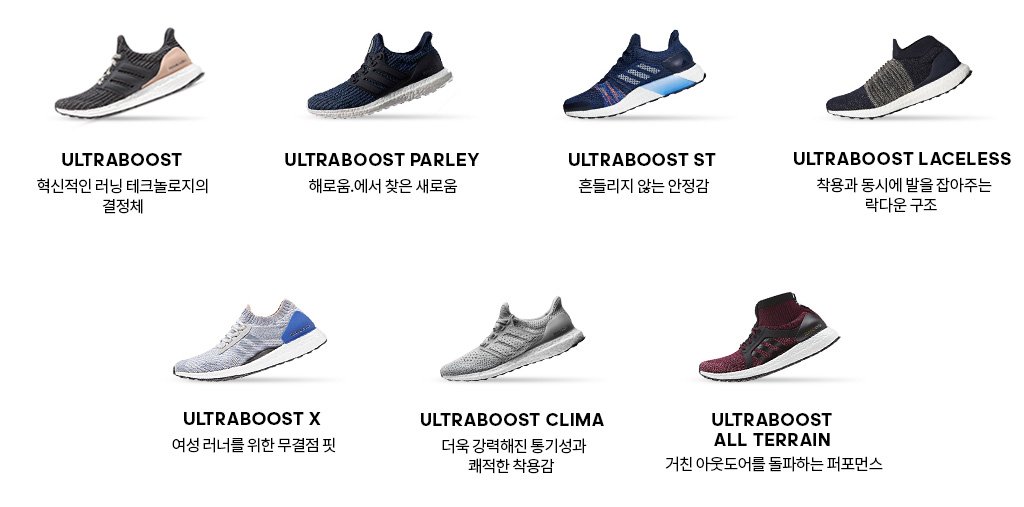 ULTRABOOST
혁신적인 러닝 테크놀로지의
결정체
ULTRABOOST PARLEY
해로움.에서 찾은 새로움
ULTRABOOST ST
흔들리지 않는 안정감
ULTRABOOST LACELESS
착용과 동시에 발을 잡아주는
락다운 구조
ULTRABOOST X
여성 러너를 위한 무결점 핏
ULTRABOOST CLIMA
더욱 강력해진 통기성과
쾌적한 착용감
ULTRABOOST
ALL TERRAIN
거친 아웃도어를 돌파하는 퍼포먼스